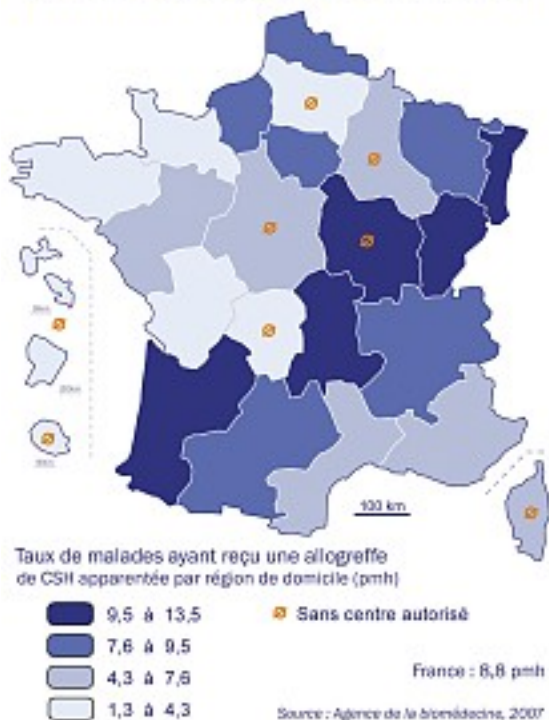 100 km
Taux de malades ayant reçu une allogreffe
de CSH apparentée par région de domicile (pmh)
9,5 à 13,5
Sans centre autorisé
7,6 à 9,5
4,3 à 7,6
France : 8,8 pmh
1,3 à 4,3
Source : Agence de la biomédecine, 2007